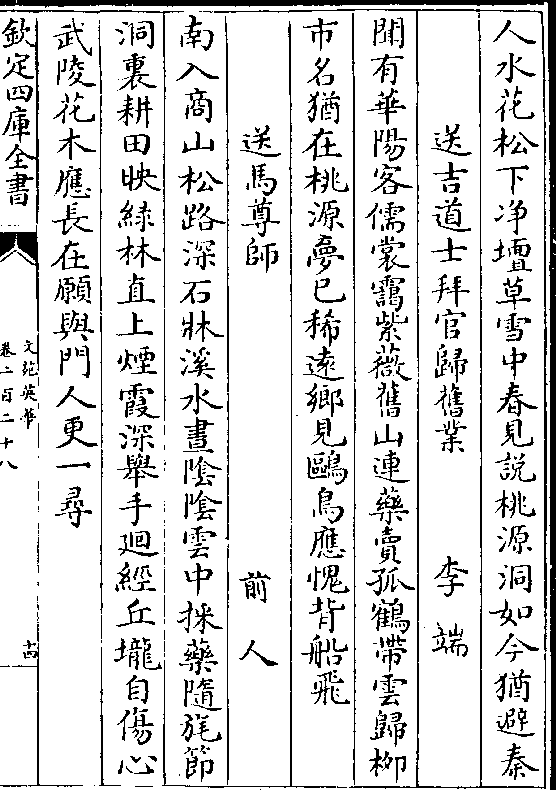 人水花松下净壇草雪中春見說桃源洞如今猶避秦
送吉道士拜官歸舊業 李端
聞有華陽客儒裳謁紫薇舊山連藥賣孤鶴帶雲歸柳
市名猶在桃源夢已稀遠鄉見鷗鳥應愧背船飛
送馬尊師 前人
南入商山松路深石牀溪水晝陰陰雲中採藥隨旄節
洞裏耕田映綠林直上煙霞深舉手廻經丘壠自傷心
武陵花木應長在願與門人更一尋
欽定四庫全書
文苑英華
卷二百二十八
十四